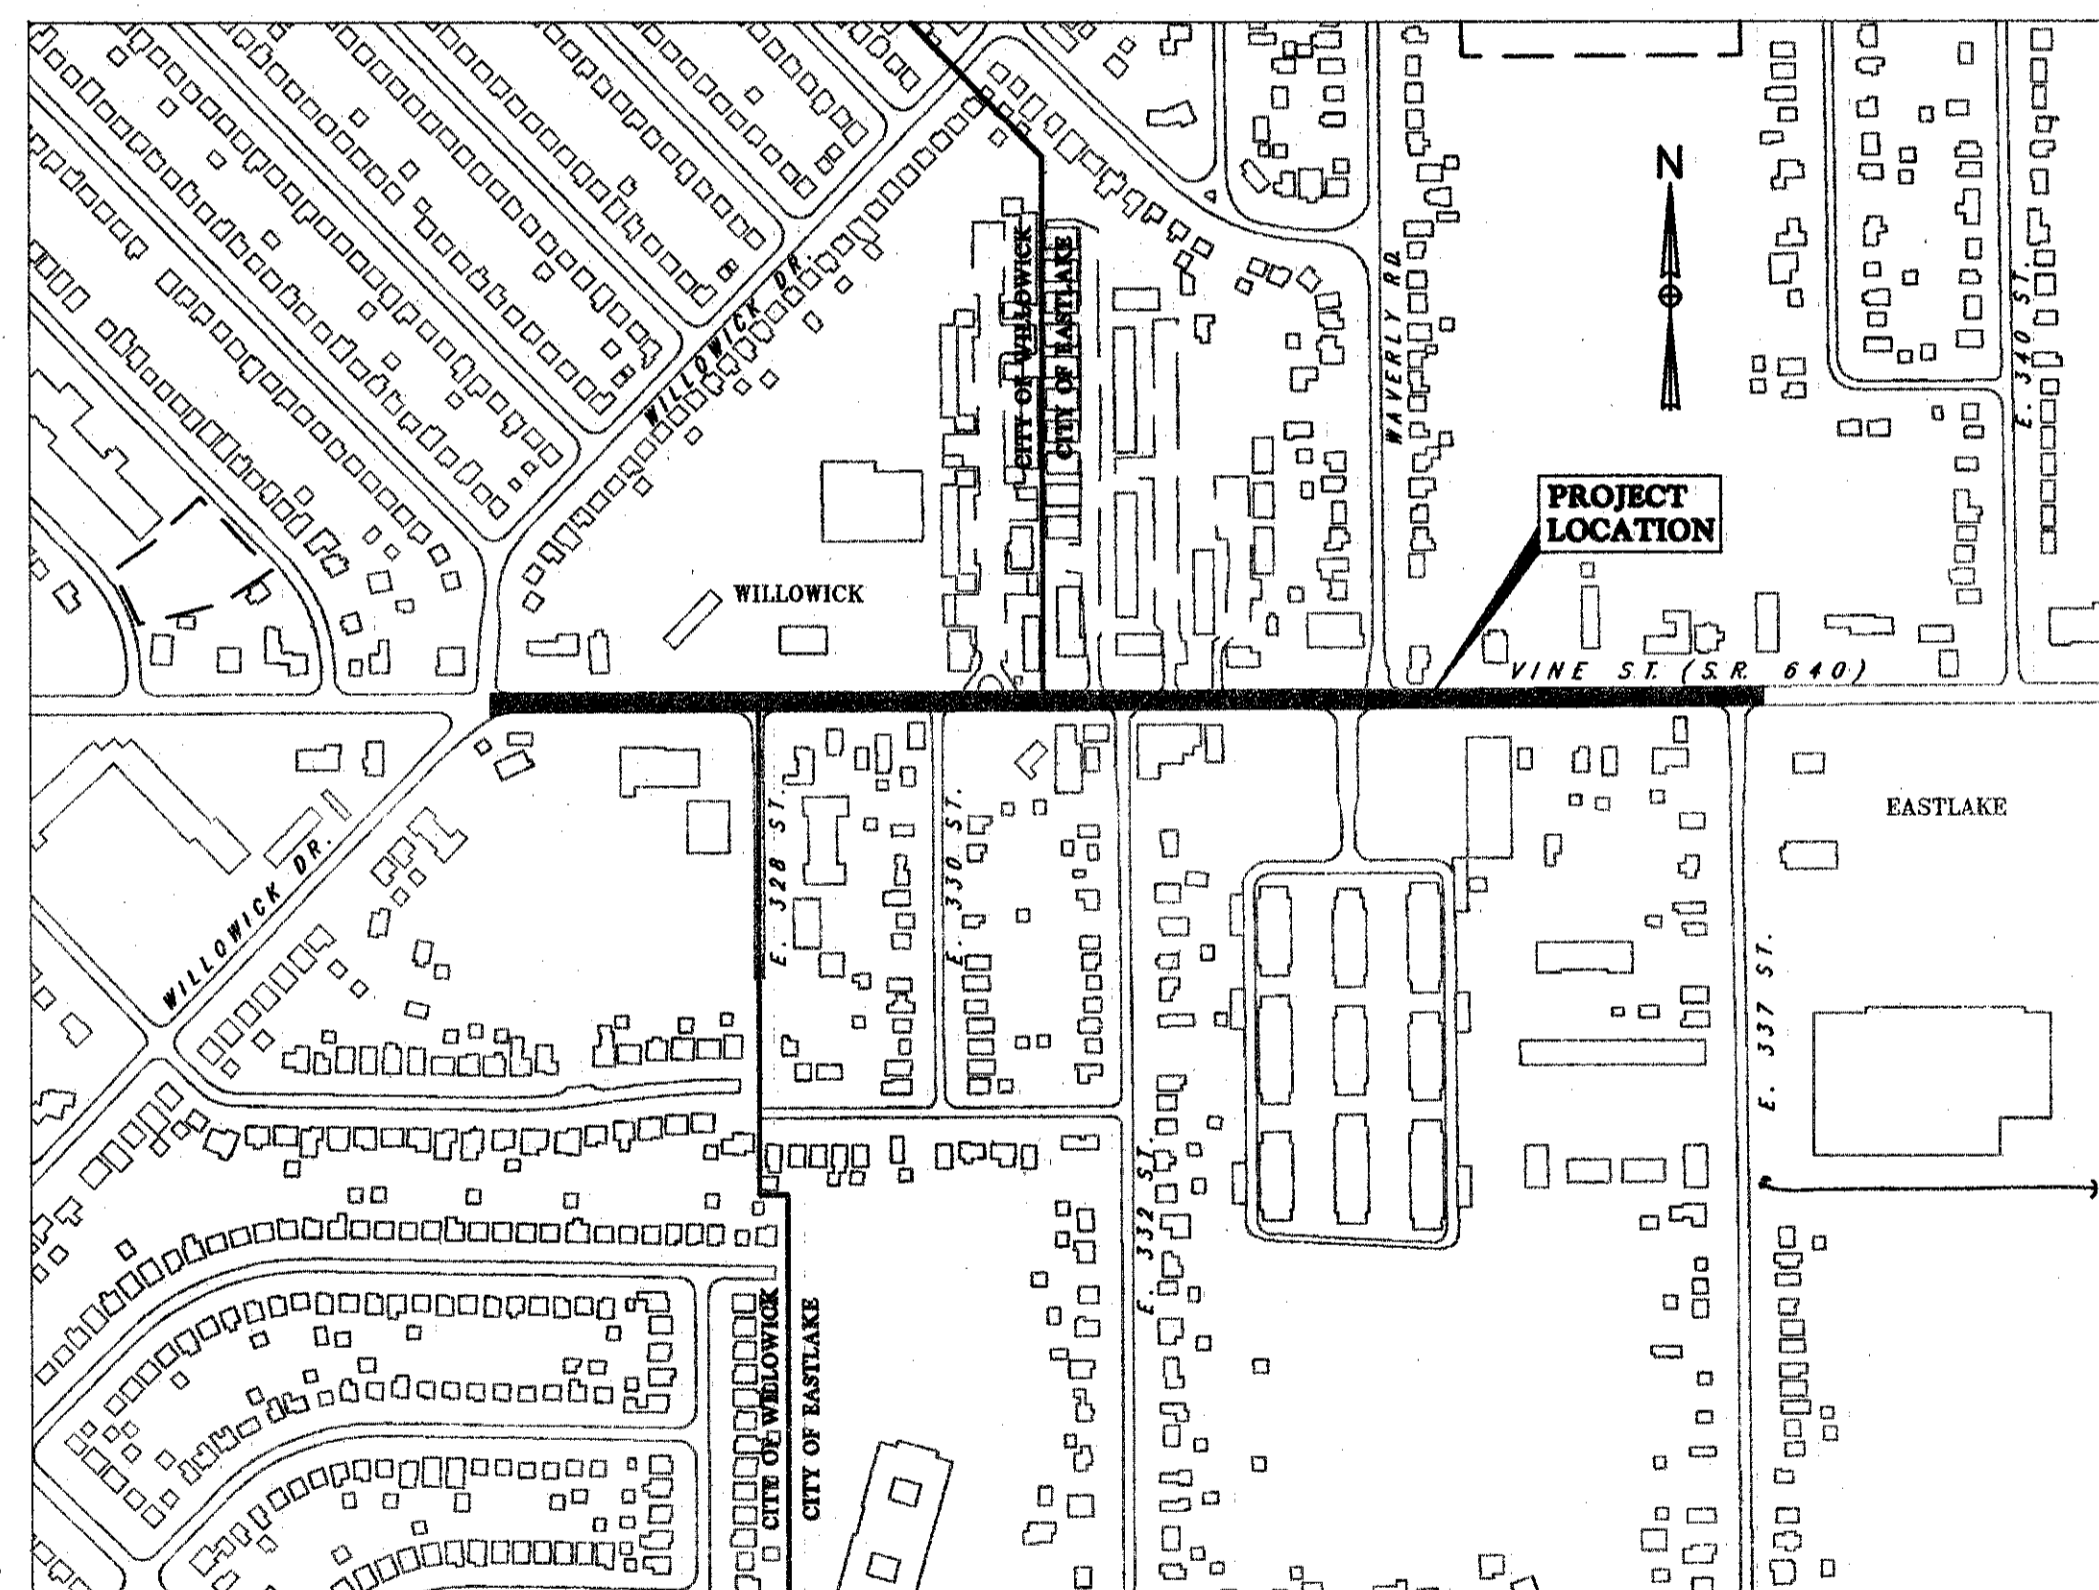 N
WILLOWICK DR.
CITY OF WILLOWICK
CITY OF EASTLAKE
WAVERLY RD.
E. 340 ST.
PROJECT
LOCATION
WILLOWICK
VINE ST. (S.R. 640)
E. 328 ST.
E. 330 ST.
EASTLAKE
WILLOWICK DR.
E. 337 ST.
E. 332 ST.
CITY OF WILLOWICK
CITY OF EASTLAKE